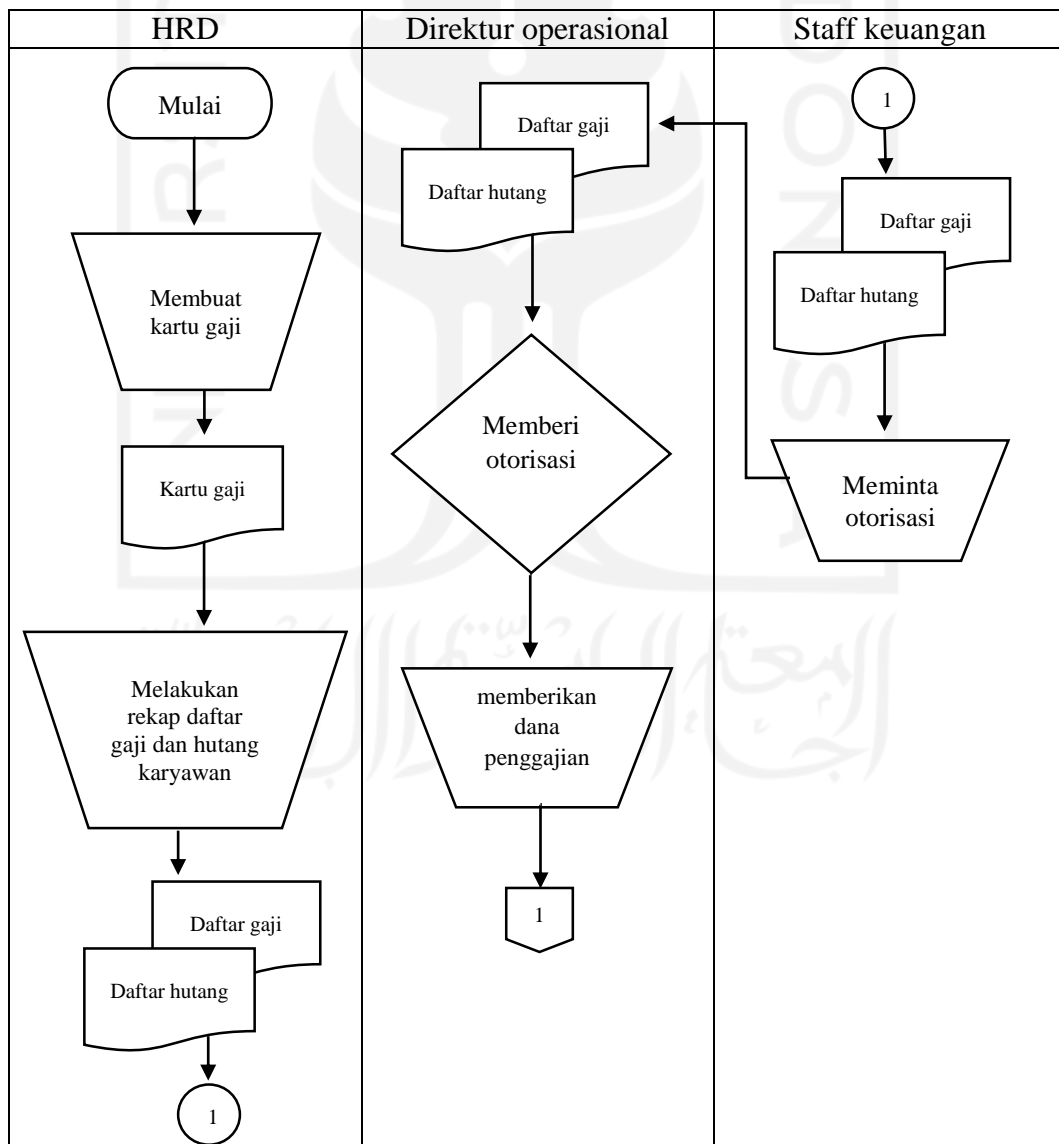 HRD
Direktur operasional
Staff keuangan
Mulai
Membuat
kartu gaji
Kartu gaji
Melakukan
rekap daftar
gaji dan hutang
karyawan
Daftar gaji
Daftar hutang
1
Daftar gaji
Daftar hutang
Memberi
otorisasi
memberikan
dana
penggajian
1
1
Daftar gaji
Daftar hutang
Meminta
otorisasi